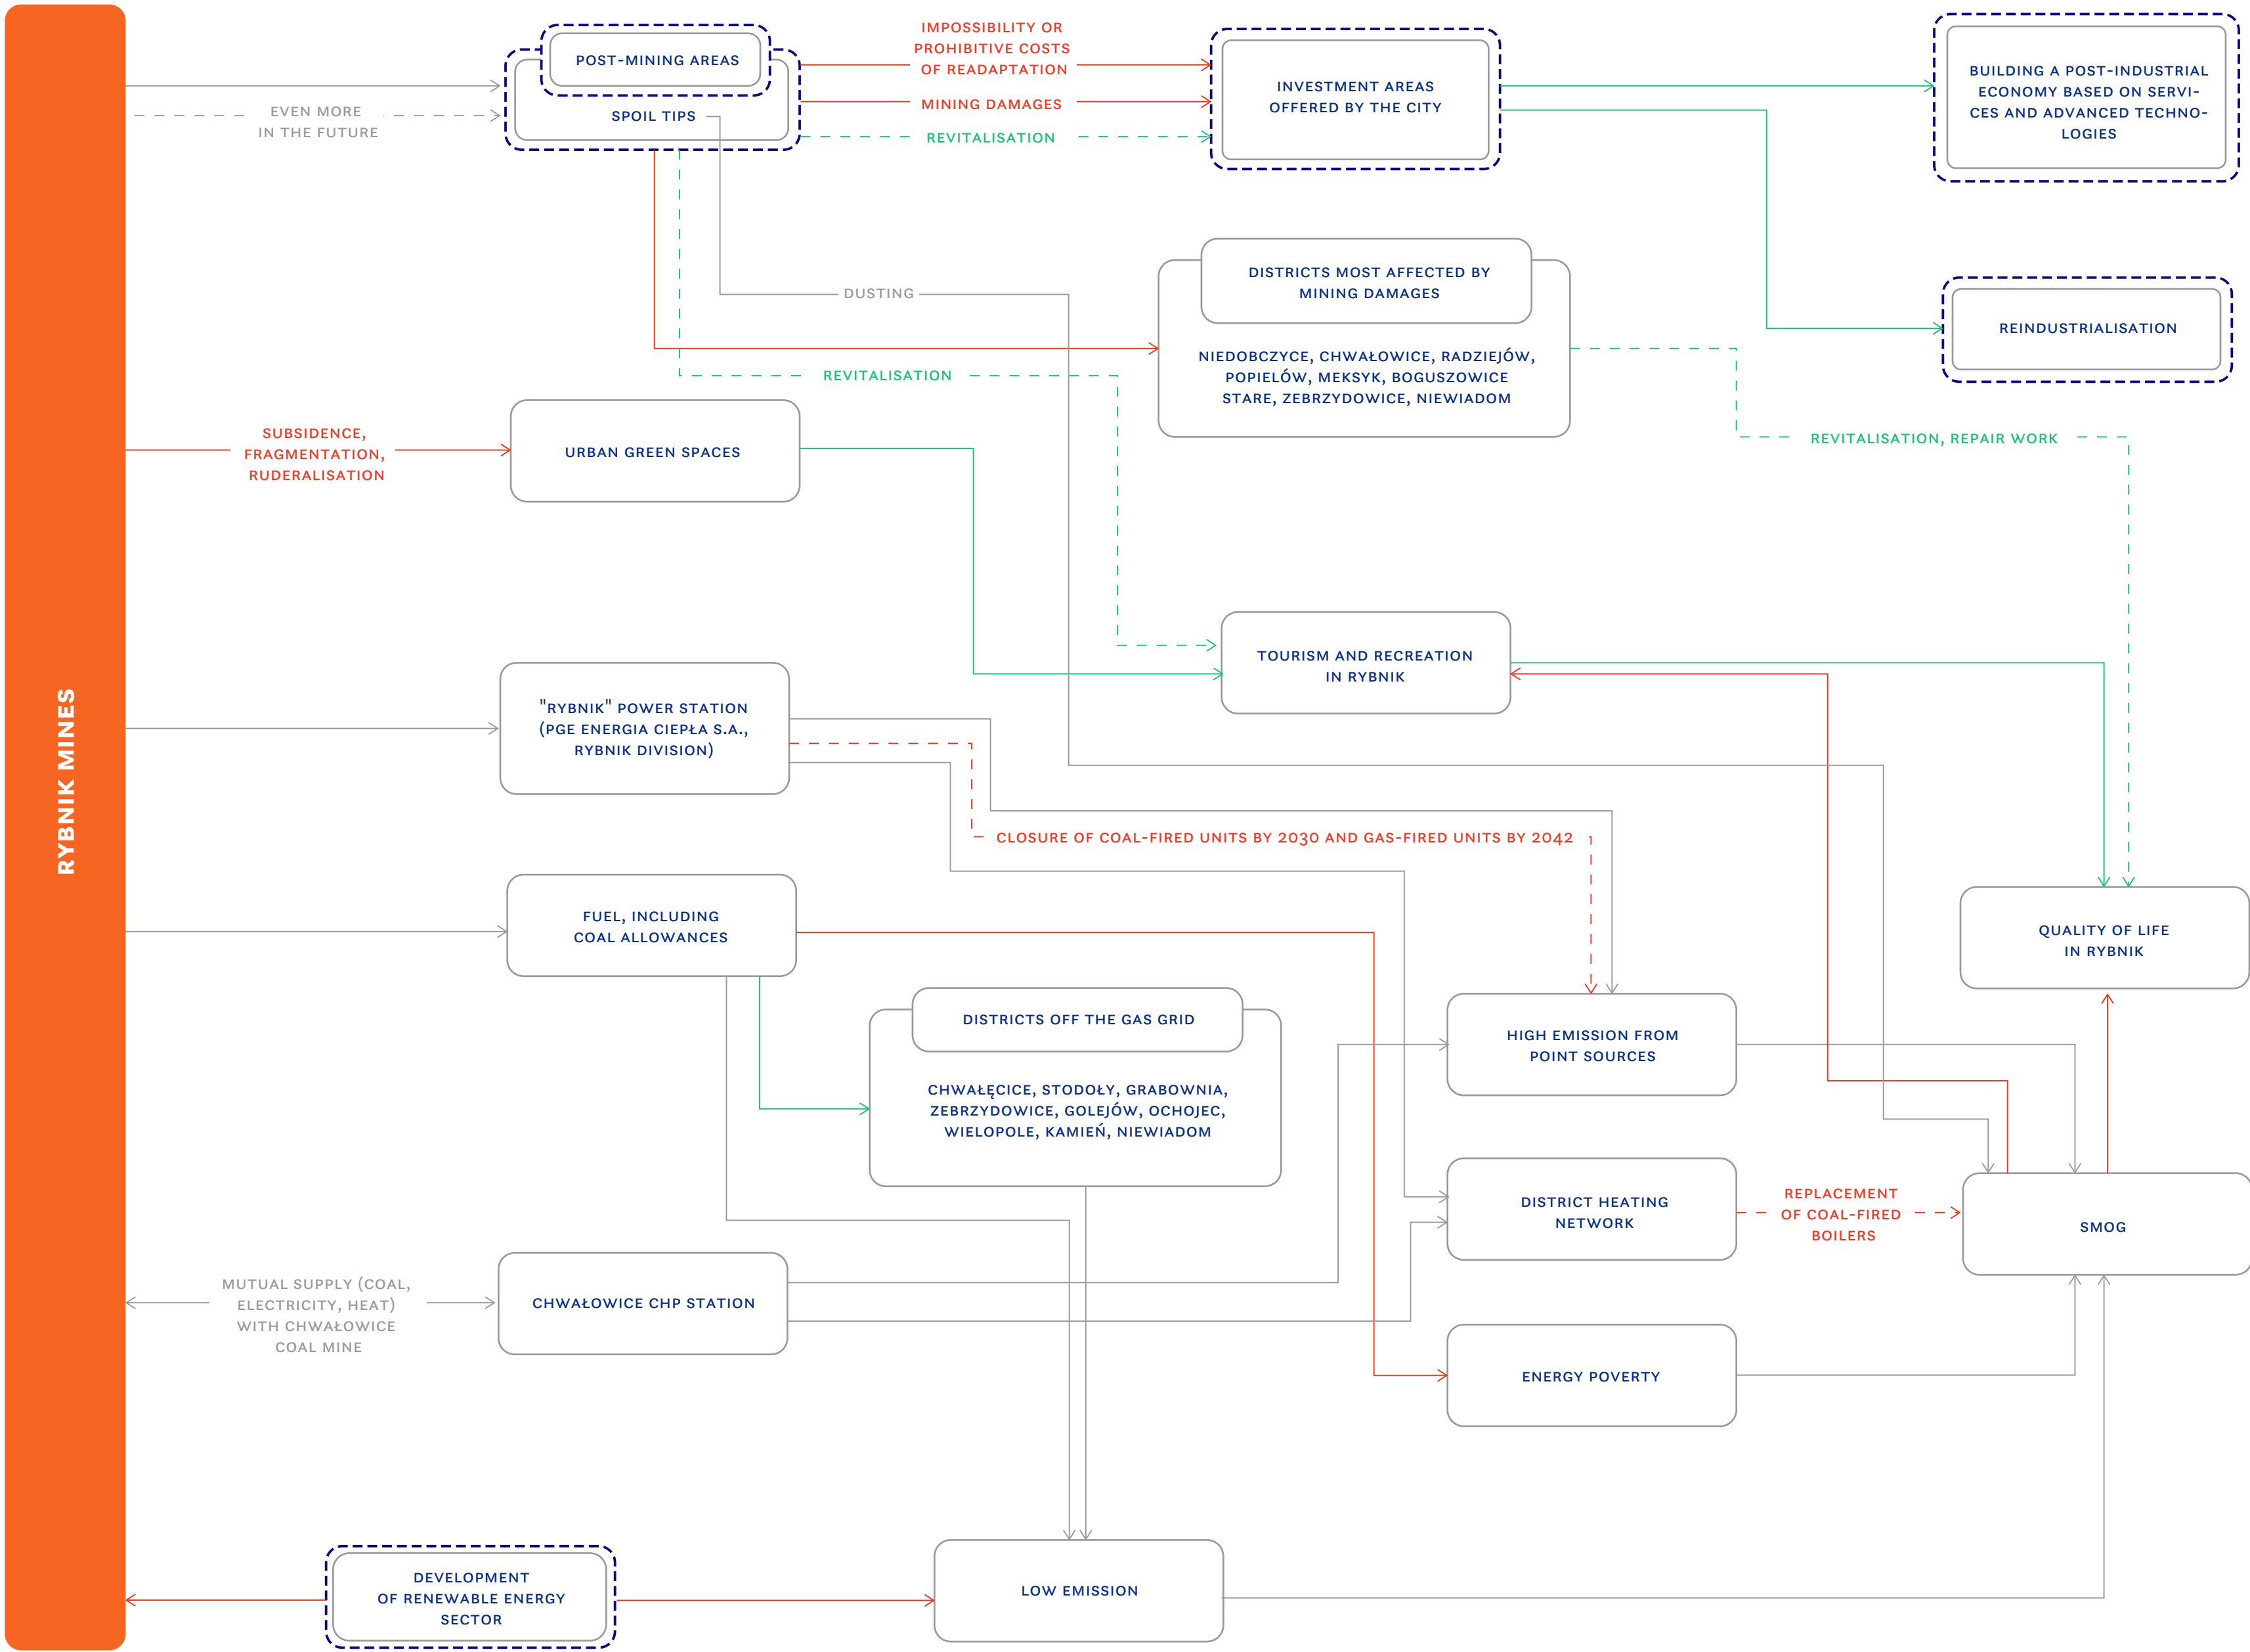 RYBNIK MINES
POST-MINING AREAS
SPOIL TIPS
EVEN MORE
IN THE FUTURE
IMPOSSIBILITY OR
PROHIBITIVE COSTS
OF READAPTATION
MINING DAMAGES
REVITALISATION
INVESTMENT AREAS
OFFERED BY THE CITY
BUILDING A POST-INDUSTRIAL
ECONOMY BASED ON SERVI-
CES AND ADVANCED TECHNO-
LOGIES
DUSTING
DISTRICTS MOST AFFECTED BY
MINING DAMAGES
NIEDOBCZYCE, CHWAŁOWICE, RADZIEJÓW,
POPIELÓW, MEKSYK, BOGUSZOWICE
STARE, ZEBRZYDOWICE, NIEWIADOM
REINDUSTRIALISATION
REVITALISATION
SUBSIDENCE,
FRAGMENTATION,
RUDERALISATION
URBAN GREEN SPACES
REVITALISATION, REPAIR WORK
TOURISM AND RECREATION
IN RYBNIK
"RYBNIK" POWER STATION
(PGE ENERGIA CIEPŁA S.A.,
RYBNIK DIVISION)
CLOSURE OF COAL-FIRED UNITS BY 2030 AND GAS-FIRED UNITS BY 2042
FUEL, INCLUDING
COAL ALLOWANCES
QUALITY OF LIFE
IN RYBNIK
DISTRICTS OFF THE GAS GRID
CHWAŁĘCICE, STODOŁY, GRABOWNIA,
ZEBRZYDOWICE, GOLEJÓW, OCHOJEC,
WIELOPOLE, KAMIEŃ, NIEWIADOM
HIGH EMISSION FROM
POINT SOURCES
DISTRICT HEATING
NETWORK
REPLACEMENT
OF COAL-FIRED
BOILERS
SMOG
MUTUAL SUPPLY (COAL,
ELECTRICITY, HEAT)
WITH CHWAŁOWICE
COAL MINE
CHWAŁOWICE CHP STATION
ENERGY POVERTY
DEVELOPMENT
OF RENEWABLE ENERGY
SECTOR
LOW EMISSION